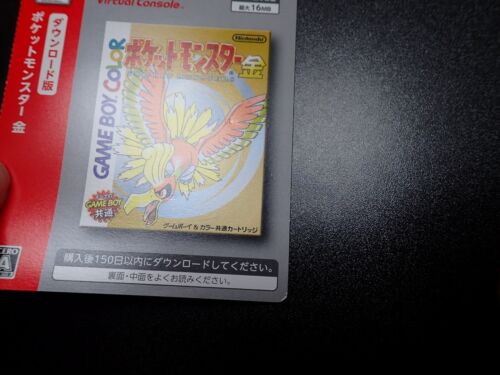 Virtual Console
最大16MB
ダウンロード版
ポケットモンスター 金
Nintendo
ポケットモンスター金
GAME BOY COLOR
GAME BOY
共通
ゲームボーイ & カラー共通カートリッジ
購入後150日以内にダウンロードしてください。
裏面・中面をよくお読みください。
CERO
A